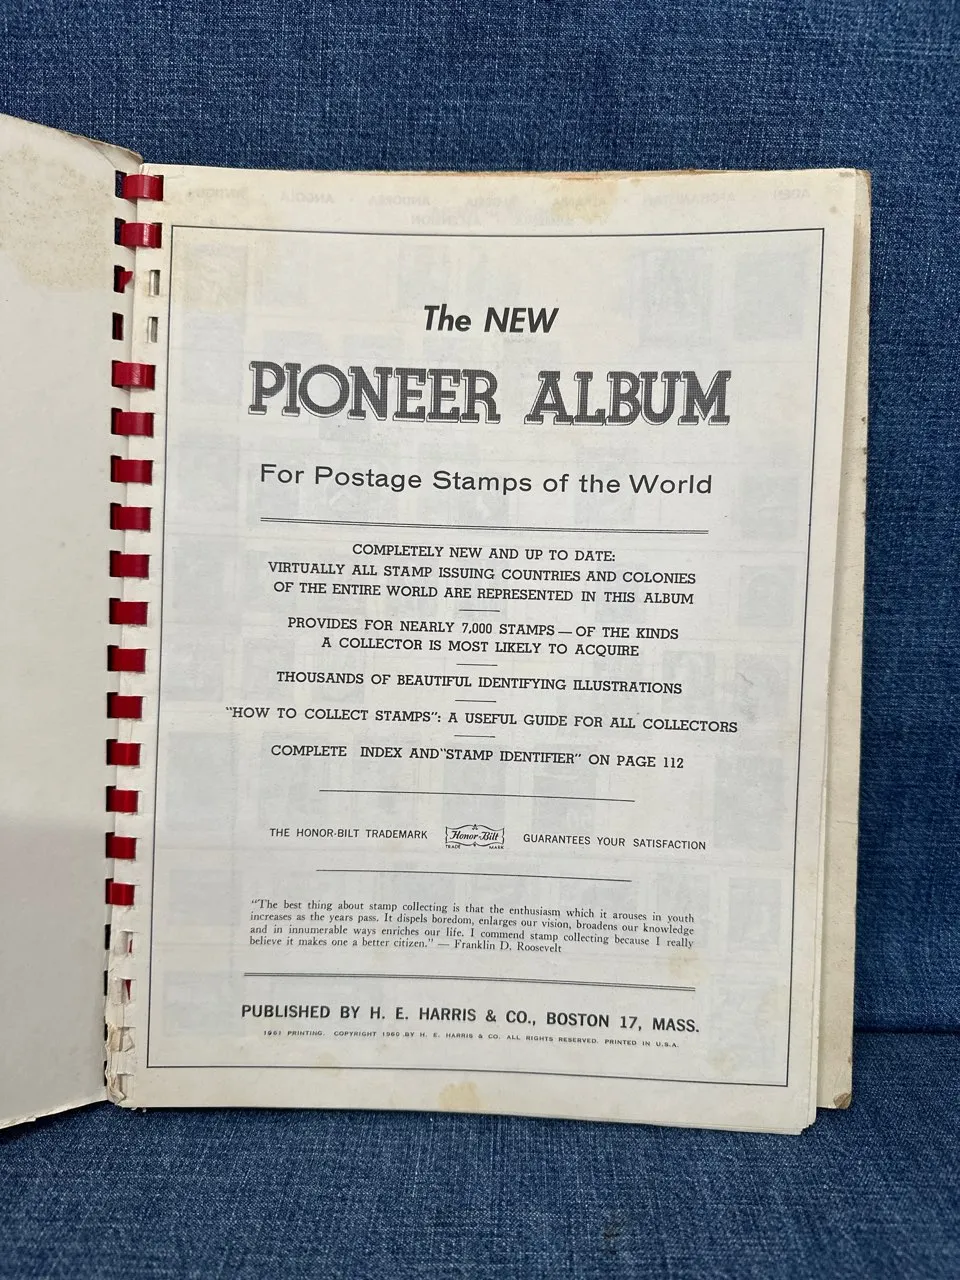 The NEW
PIONEER ALBUM
For Postage Stamps of the World
COMPLETELY NEW AND UP TO DATE:
VIRTUALLY ALL STAMP ISSUING COUNTRIES AND COLONIES
OF THE ENTIRE WORLD ARE REPRESENTED IN THIS ALBUM
PROVIDES FOR NEARLY 7,000 STAMPS — OF THE KINDS
A COLLECTOR IS MOST LIKELY TO ACQUIRE
THOUSANDS OF BEAUTIFUL IDENTIFYING ILLUSTRATIONS
"HOW TO COLLECT STAMPS": A USEFUL GUIDE FOR ALL COLLECTORS
COMPLETE INDEX AND "STAMP IDENTIFIER" ON PAGE 112
THE HONOR-BILT TRADEMARK Honor-Bilt TRADE MARK GUARANTEES YOUR SATISFACTION
"The best thing about stamp collecting is that the enthusiasm which it arouses in youth
increases as the years pass. It dispels boredom, enlarges our vision, broadens our knowledge
and in innumerable ways enriches our life. I commend stamp collecting because I really
believe it makes one a better citizen." — Franklin D. Roosevelt
PUBLISHED BY H. E. HARRIS & CO., BOSTON 17, MASS.
1961 PRINTING. COPYRIGHT 1960 BY H. E. HARRIS & CO. ALL RIGHTS RESERVED. PRINTED IN U.S.A.